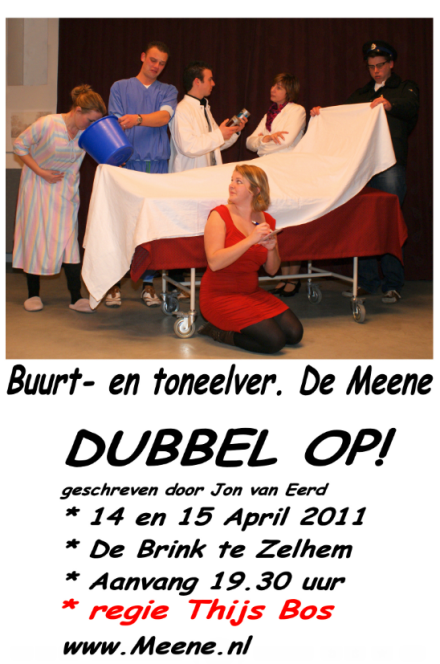 Buurt- en toneelver. De Meene
DUBBEL OP!
geschreven door Jon van Eerd
* 14 en 15 April 2011
* De Brink te Zelhem
* Aanvang 19.30 uur
* regie Thijs Bos
www.Meene.nl